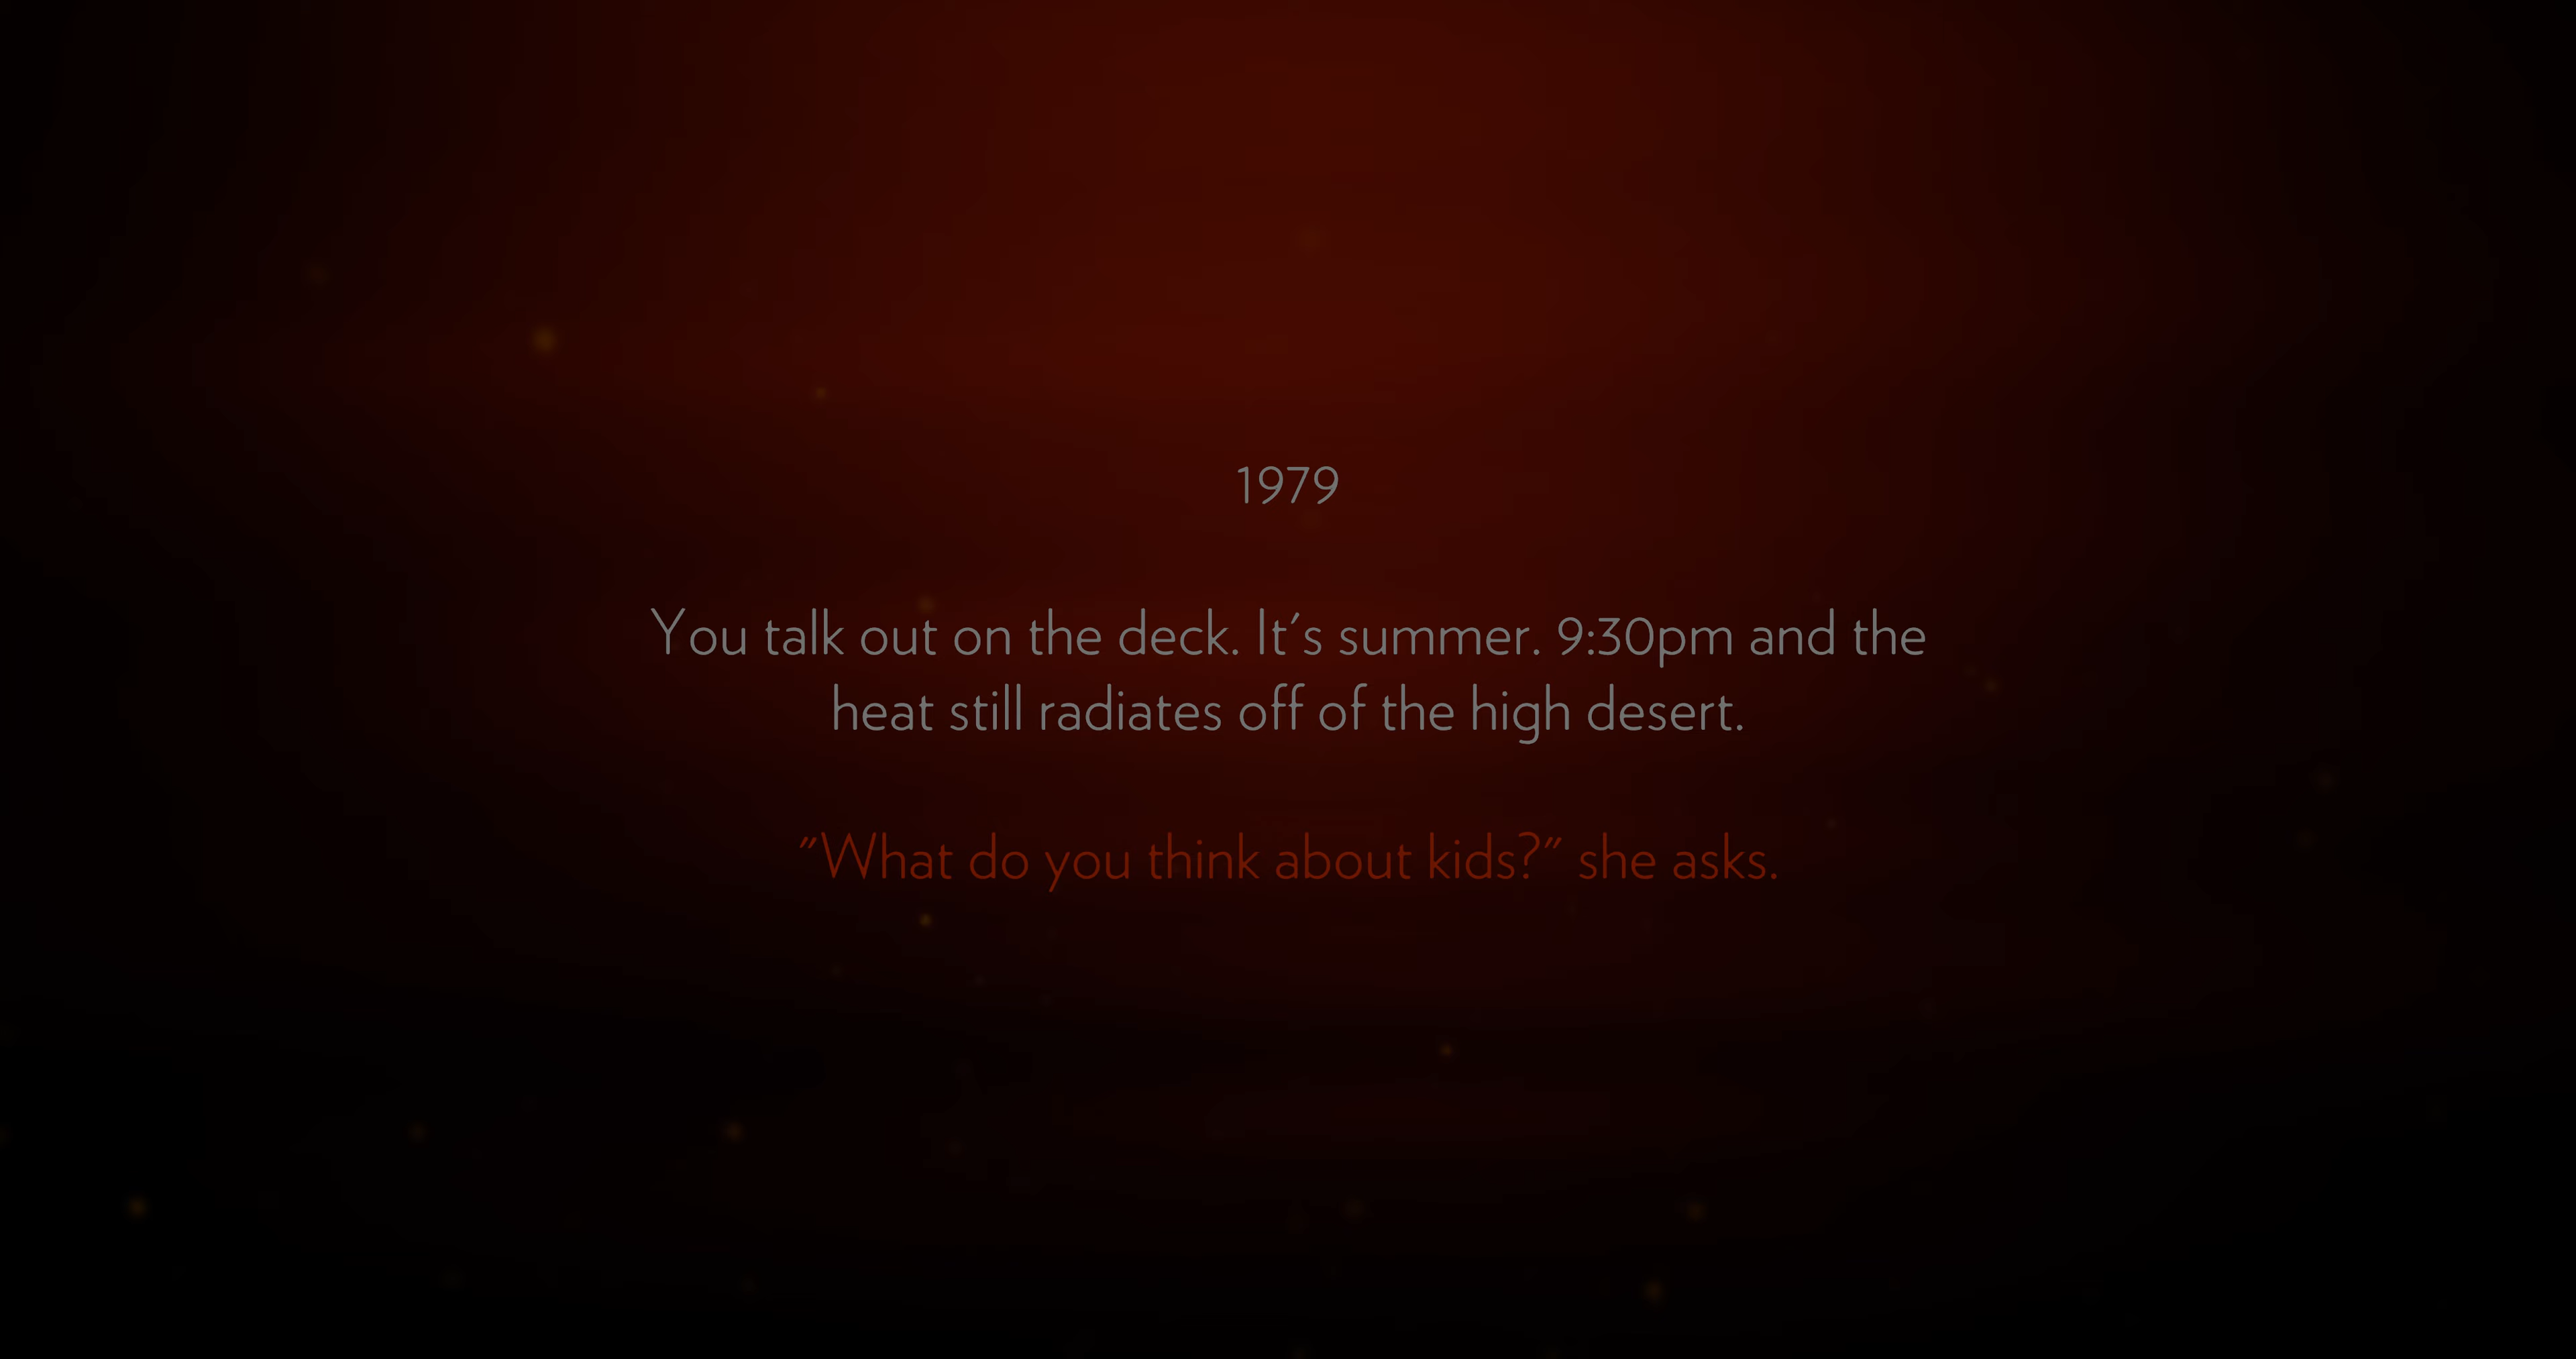 1979
You talk out on the deck. It's summer. 9:30pm and the
heat still radiates off of the high desert.
"What do you think about kids?" she asks.